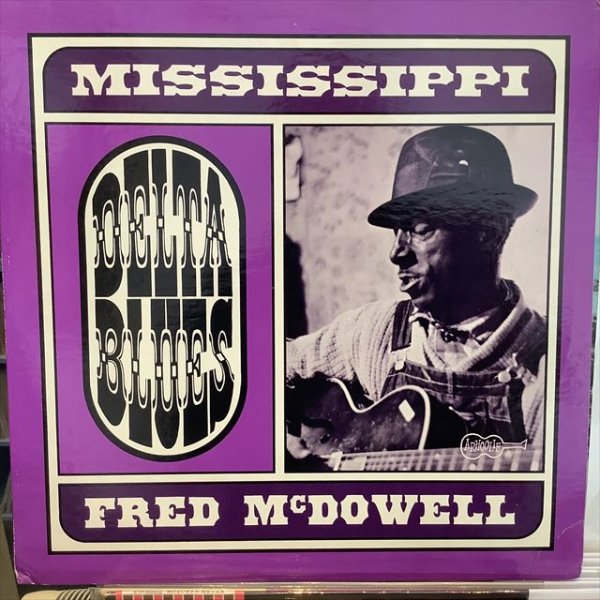 MISSISSIPPI
DELTA
BLUES
ARHOOLIE
FRED McDOWELL